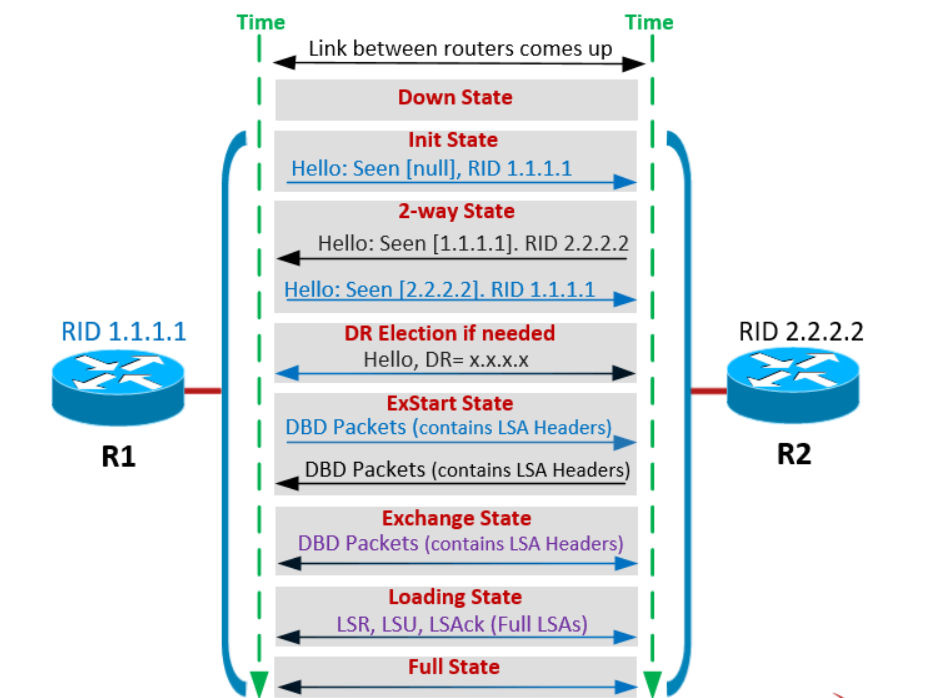 Time
Time
Link between routers comes up
Down State
Init State
Hello: Seen [null], RID 1.1.1.1
2-way State
Hello: Seen [1.1.1.1]. RID 2.2.2.2
Hello: Seen [2.2.2.2]. RID 1.1.1.1
RID 1.1.1.1
RID 2.2.2.2
DR Election if needed
Hello, DR= x.x.x.x
ExStart State
DBD Packets (contains LSA Headers)
R1
R2
DBD Packets (contains LSA Headers)
Exchange State
DBD Packets (contains LSA Headers)
Loading State
LSR, LSU, LSAck (Full LSAs)
Full State